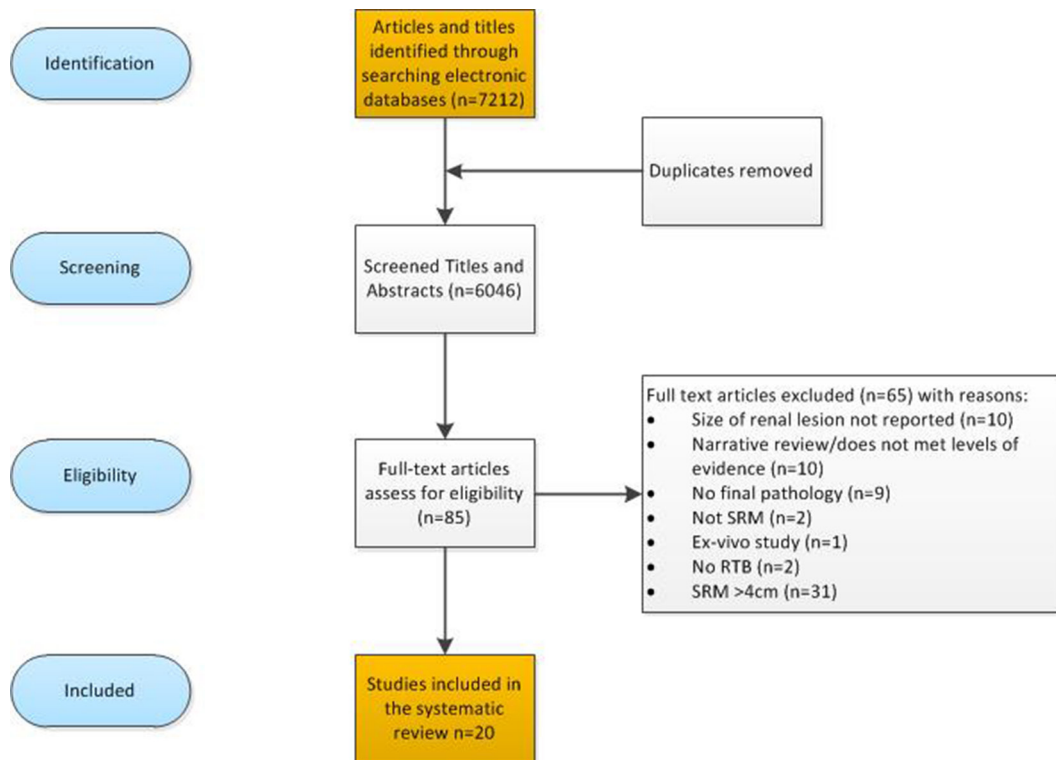 Identification
Articles and titles
identified through
searching electronic
databases (n=7212)
Duplicates removed
Screening
Screened Titles and
Abstracts (n=6046)
Eligibility
Full-text articles
assess for eligibility
(n=85)
Full text articles excluded (n=65) with reasons:
• Size of renal lesion not reported (n=10)
• Narrative review/does not met levels of
evidence (n=10)
• No final pathology (n=9)
• Not SRM (n=2)
• Ex-vivo study (n=1)
• No RTB (n=2)
• SRM >4cm (n=31)
Included
Studies included in
the systematic
review n=20